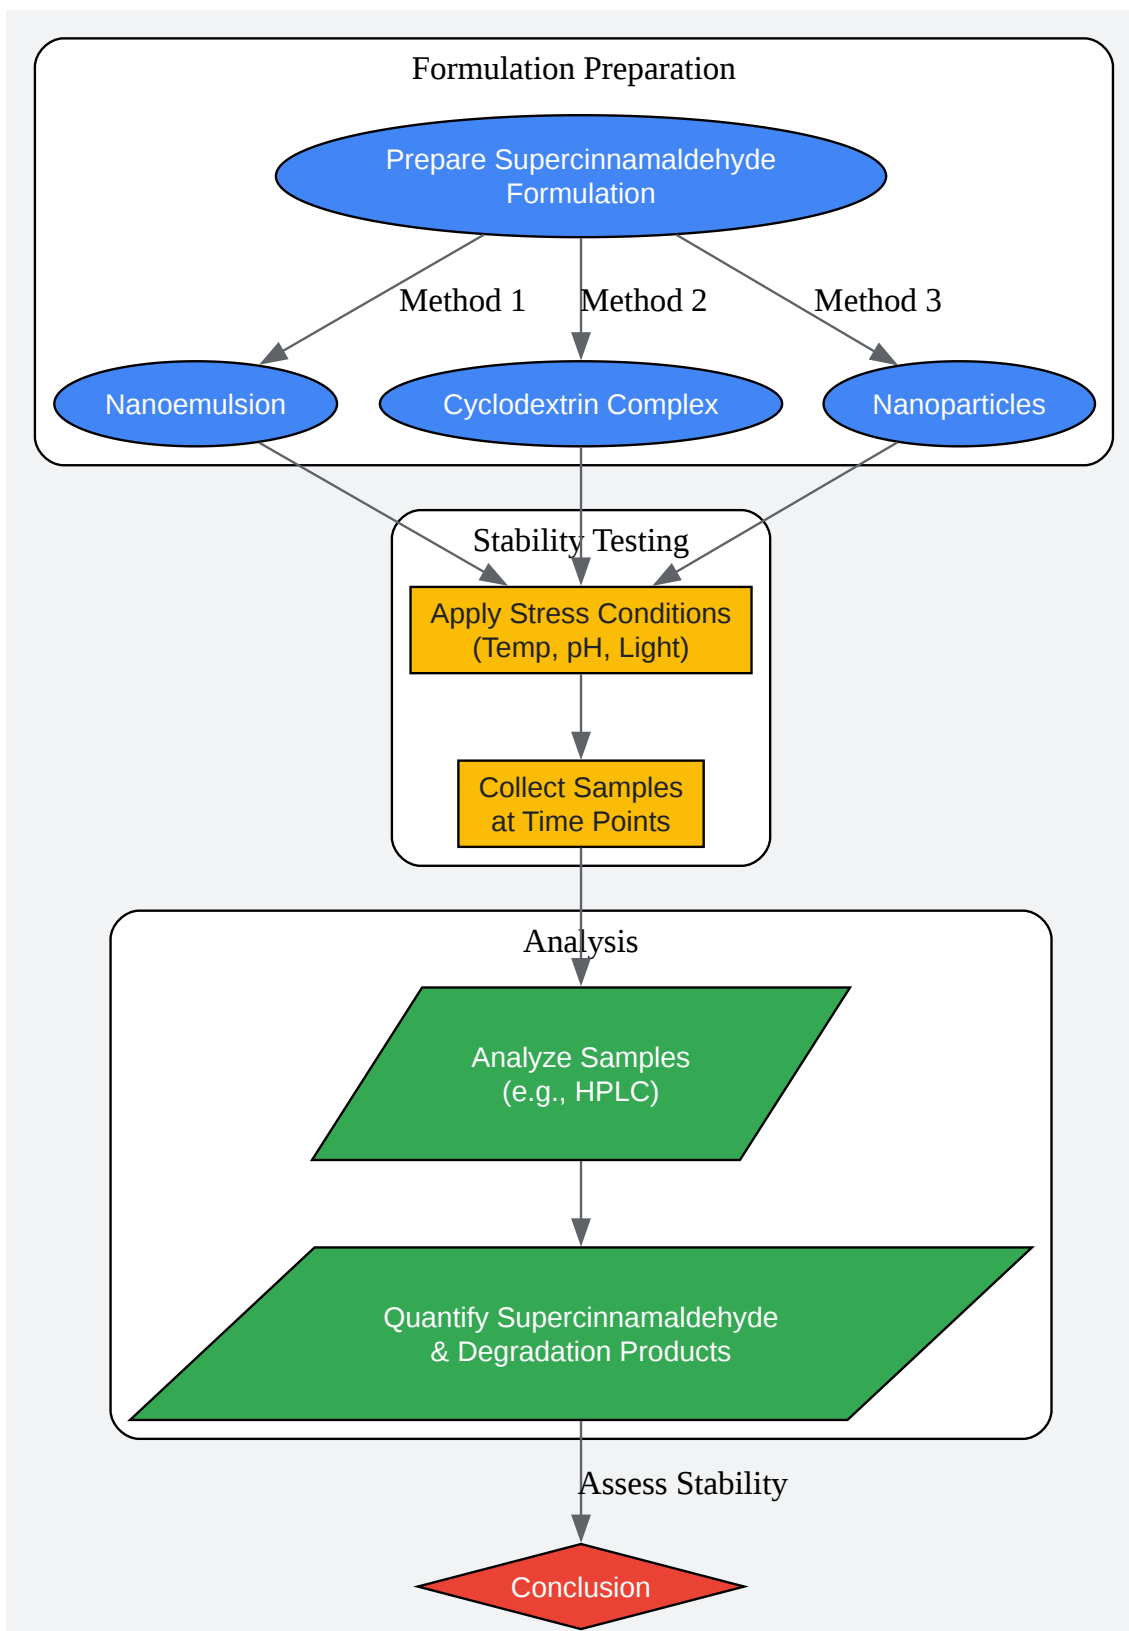 Formulation Preparation
Prepare Supercinnamaldehyde
Formulation
Method 1
Method 2
Method 3
Nanoemulsion
Cyclodextrin Complex
Nanoparticles
Stability Testing
Apply Stress Conditions
(Temp, pH, Light)
Collect Samples
at Time Points
Analysis
Analyze Samples
(e.g., HPLC)
Quantify Supercinnamaldehyde
& Degradation Products
Assess Stability
Conclusion